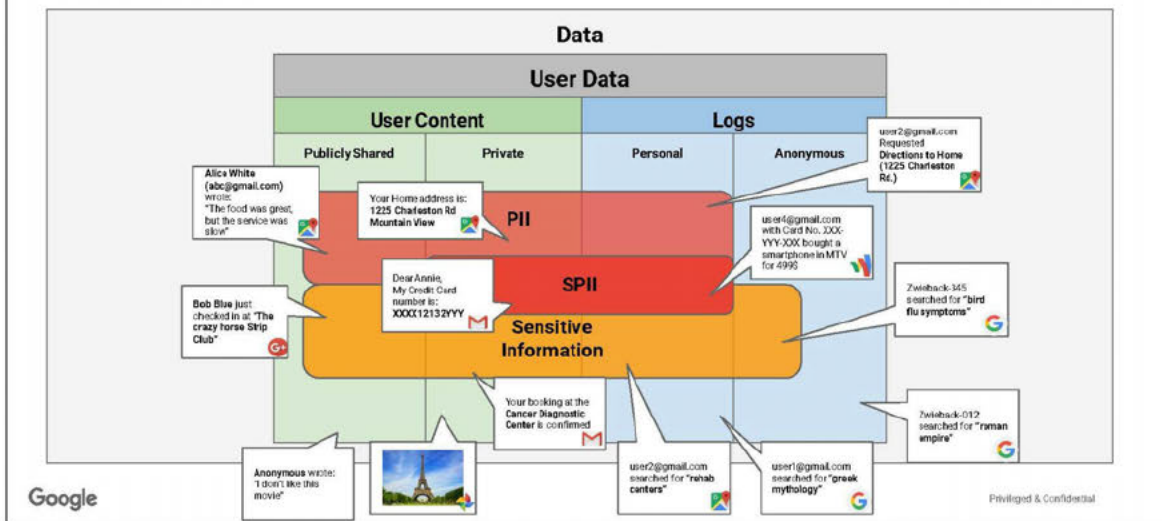 Data
User Data
User Content
Logs
Publicly Shared
Private
Personal
Anonymous
user2@gmail.com
Requested
Directions to Home
(1225 Charleston
Rd.)
Alice White
(abc@gmail.com)
wrote:
"The food was great,
but the service was
slow"
Your Home address is:
1225 Charleston Rd
Mountain View
PII
user4@gmail.com
with Card No. XXX-
YYY-XXX bought a
smartphone in MTV
for 499$
Dear Annie,
My Credit Card
number is:
XXXX12132YYY
SPII
Sensitive
Information
Bob Blue just
checked in at "The
crazy horse Strip
Club"
G+
Zwieback-345
searched for "bird
flu symptoms"
Your booking at the
Cancer Diagnostic
Center is confirmed
Zwieback-012
searched for "roman
empire"
Anonymous wrote:
"I don't like this
movie"
user2@gmail.com
searched for "rehab
centers"
user1@gmail.com
searched for "greek
mythology"
Google
Privileged & Confidential